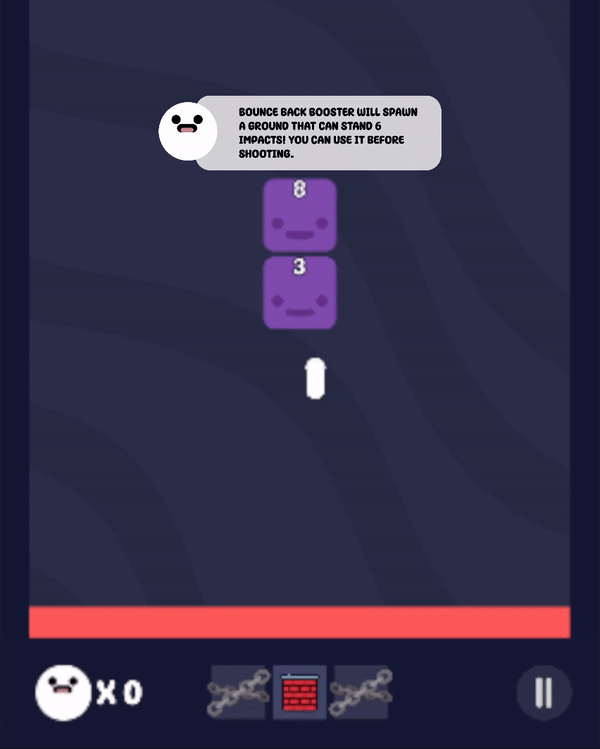 BOUNCE BACK BOOSTER WILL SPAWN
A GROUND THAT CAN STAND 6
IMPACTS! YOU CAN USE IT BEFORE
SHOOTING.
8
3
X 0